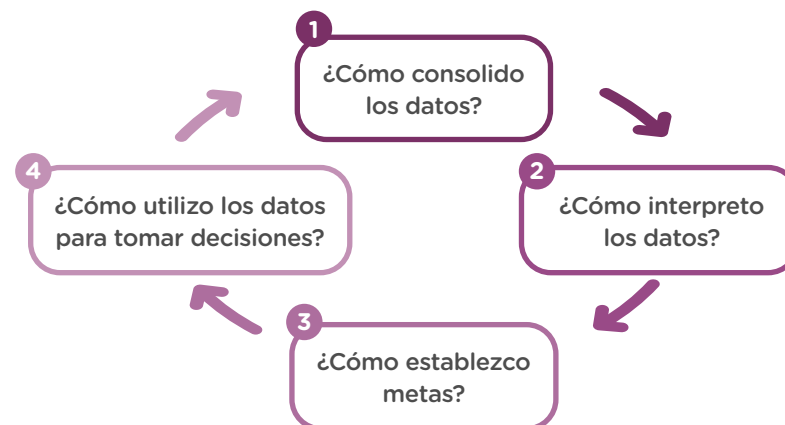 1
¿Cómo consolido
los datos?
2
¿Cómo interpreto
los datos?
3
¿Cómo establezco
metas?
4
¿Cómo utilizo los datos
para tomar decisiones?